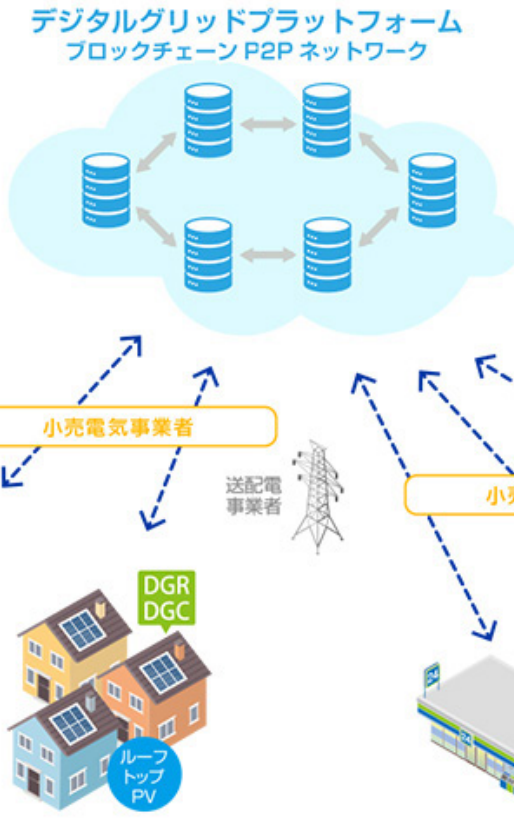 デジタルグリッドプラットフォーム
ブロックチェーン P2P ネットワーク
小売電気事業者
送配電
事業者
小売
DGR
DGC
24
24
ルーフ
トップ
PV